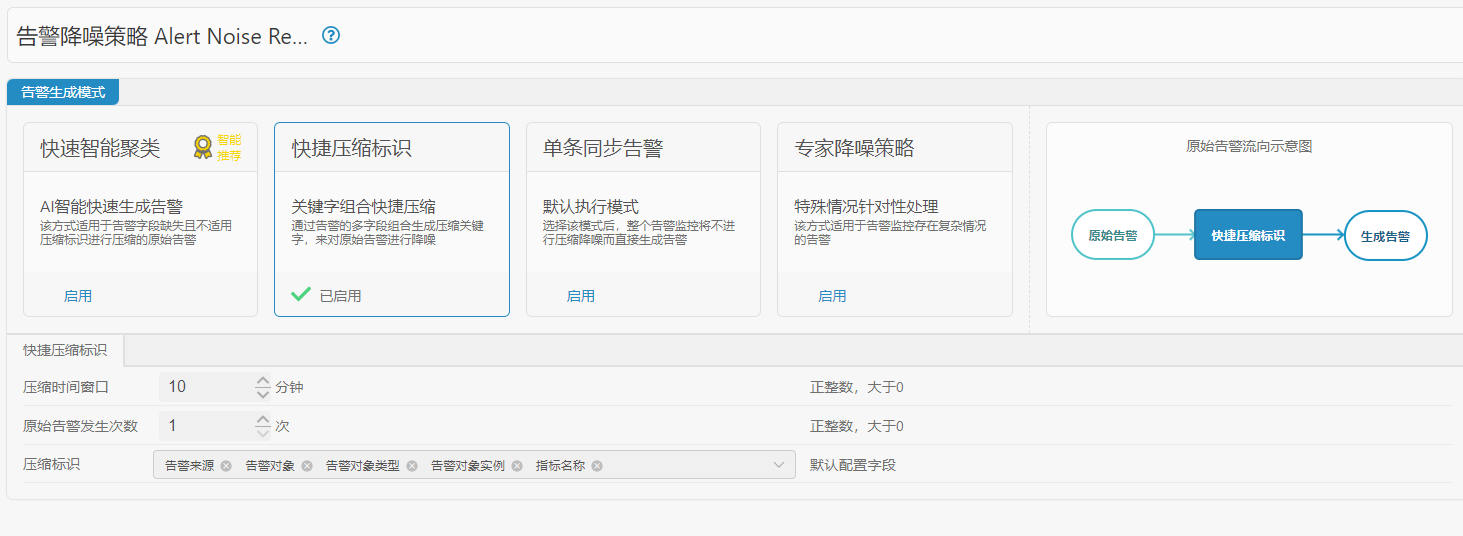 告警降噪策略 Alert Noise Re...
告警生成模式
快速智能聚类
智能
推荐
AI智能快速生成告警
该方式适用于告警字段缺失且不适用
压缩标识进行压缩的原始告警
启用
快捷压缩标识
关键字组合快捷压缩
通过告警的多字段组合生成压缩关键
字，来对原始告警进行降噪
已启用
单条同步告警
默认执行模式
选择该模式后，整个告警监控将不进
行压缩降噪而直接生成告警
启用
专家降噪策略
特殊情况针对性处理
该方式适用于告警监控存在复杂情况
的告警
启用
原始告警流向示意图
原始告警
快捷压缩标识
生成告警
快捷压缩标识
压缩时间窗口 10 分钟 正整数，大于0
原始告警发生次数 1 次 正整数，大于0
压缩标识 告警来源 告警对象 告警对象类型 告警对象实例 指标名称 默认配置字段